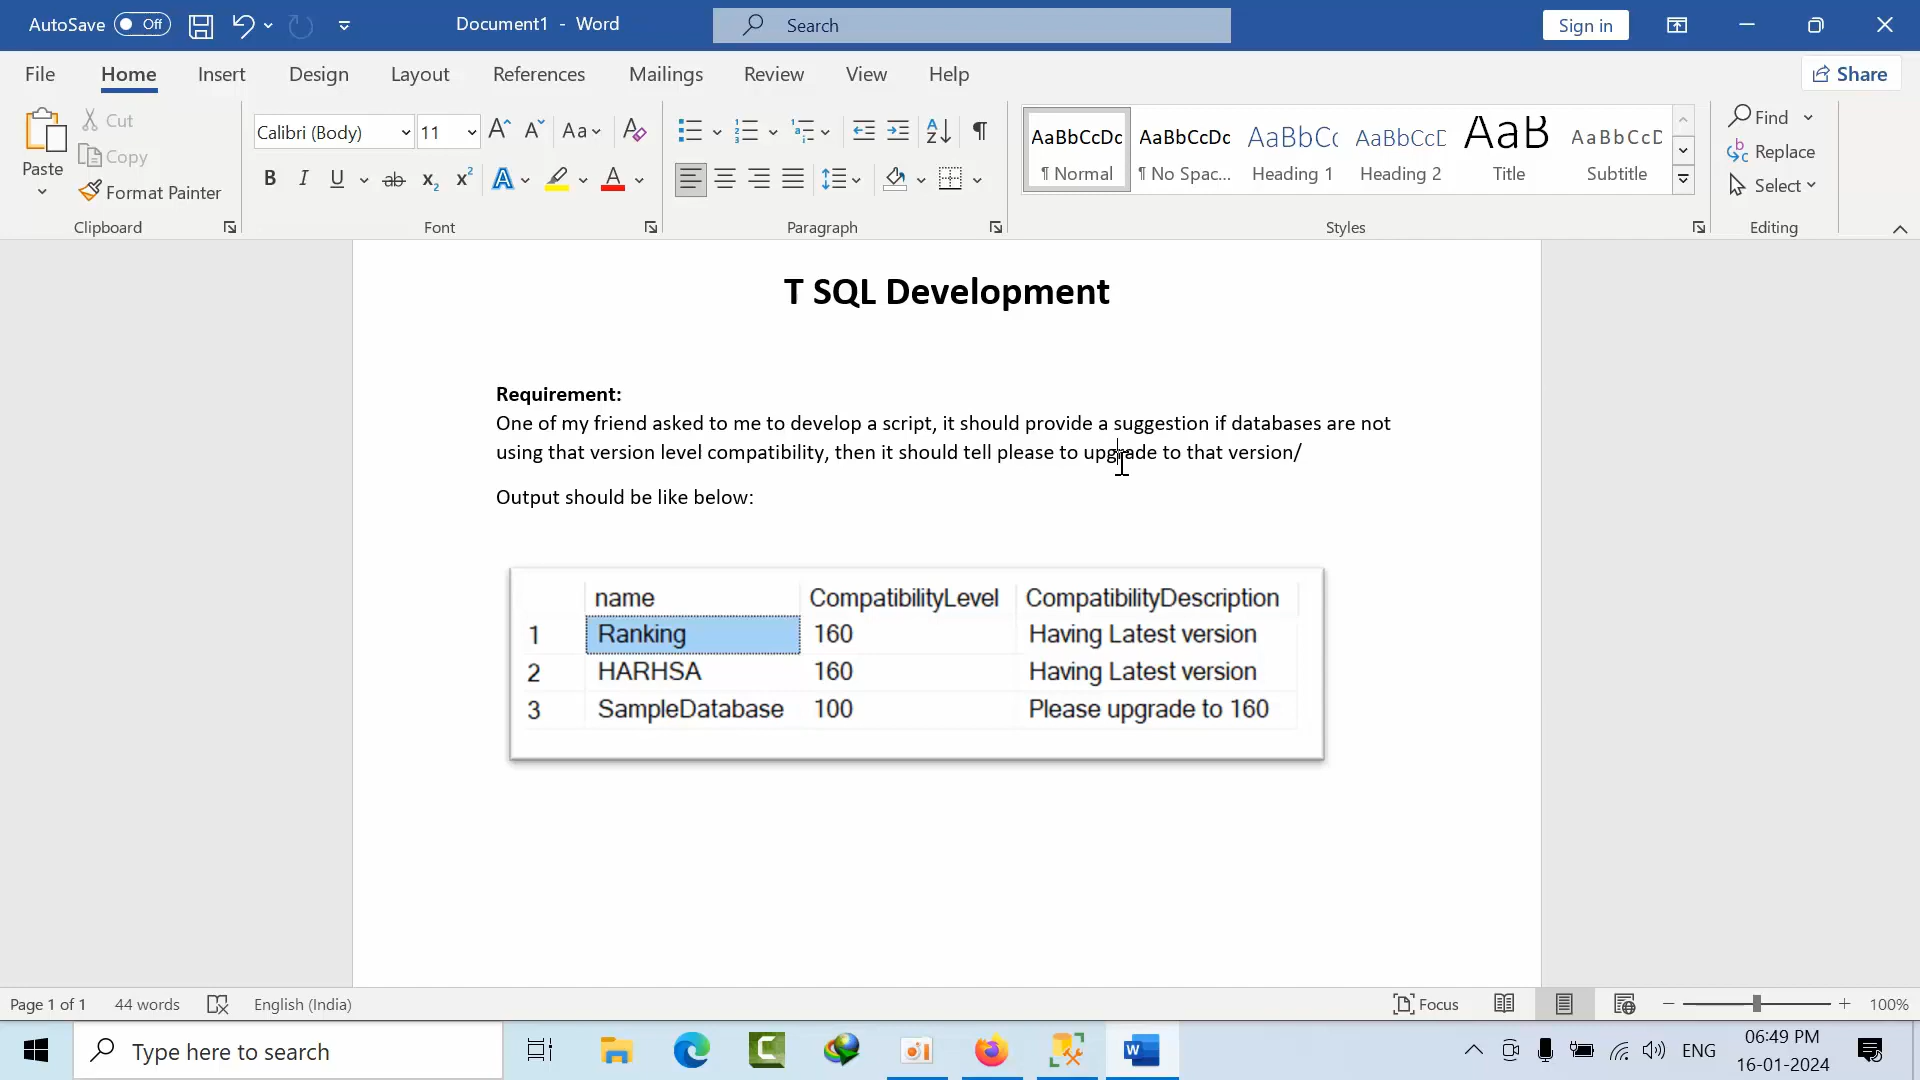 AutoSave Off Document1 - Word Search Sign in
File Home Insert Design Layout References Mailings Review View Help Share
Paste Cut Copy Format Painter Clipboard
Calibri (Body) 11 Aa B I U ab x₂ x² A A Font
Paragraph
AaBbCcDc ¶ Normal
AaBbCcDc ¶ No Spac...
AaBbCc Heading 1
AaBbCcD Heading 2
AaB Title
AaBbCcD Subtitle
Styles
Find
Replace
Select
Editing
T SQL Development
Requirement:
One of my friend asked to me to develop a script, it should provide a suggestion if databases are not
using that version level compatibility, then it should tell please to upgrade to that version/
Output should be like below:
name CompatibilityLevel CompatibilityDescription
1 Ranking 160 Having Latest version
2 HARHSA 160 Having Latest version
3 SampleDatabase 100 Please upgrade to 160
Page 1 of 1 44 words English (India) Focus 100%
Type here to search ENG 06:49 PM
16-01-2024